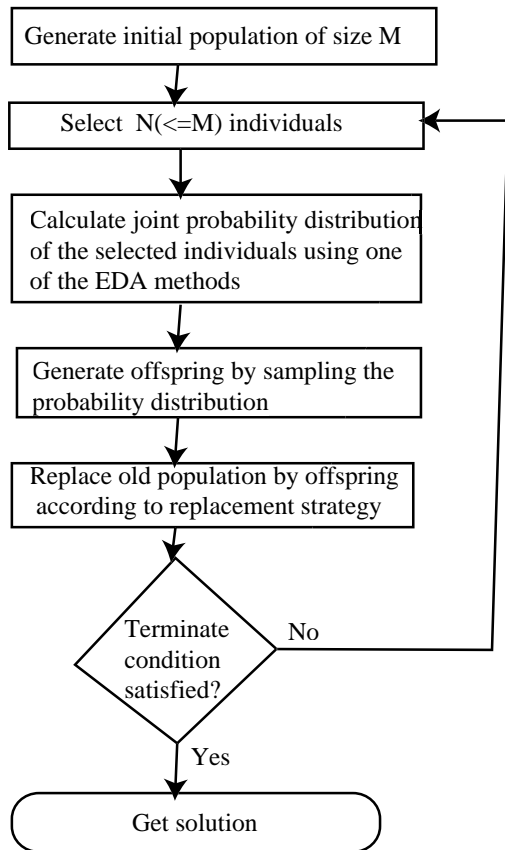 Generate initial population of size M
Select N(<=M) individuals
Calculate joint probability distribution
of the selected individuals using one
of the EDA methods
Generate offspring by sampling the
probability distribution
Replace old population by offspring
according to replacement strategy
Terminate
condition
satisfied?
No
Yes
Get solution